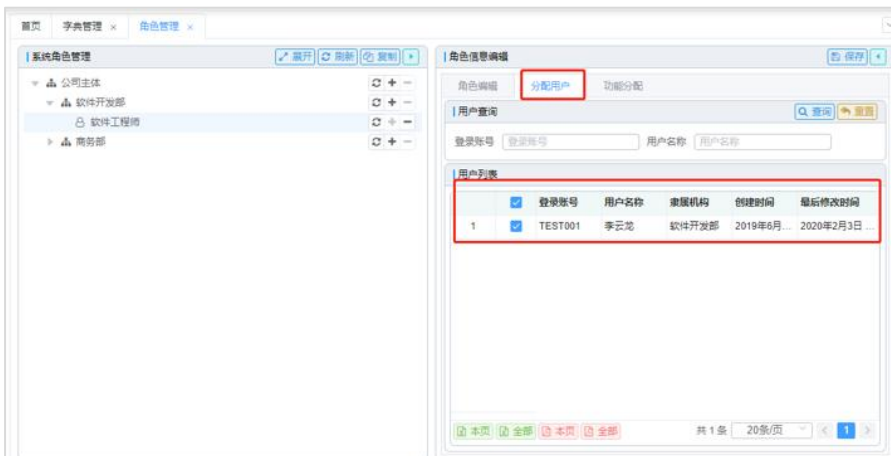 首页 字典管理 × 角色管理 ×
系统角色管理 展开 刷新 复制
公司主体
软件开发部
软件工程师
商务部
角色信息编辑 保存
角色编辑 分配用户 功能分配
用户查询 查询 重置
登录账号 登录账号 用户名称 用户名称
用户列表
登录账号 用户名称 隶属机构 创建时间 最后修改时间
1 TEST001 李云龙 软件开发部 2019年6月... 2020年2月3日 ...
本页 全部 本页 全部 共 1 条 20条/页 < 1 >